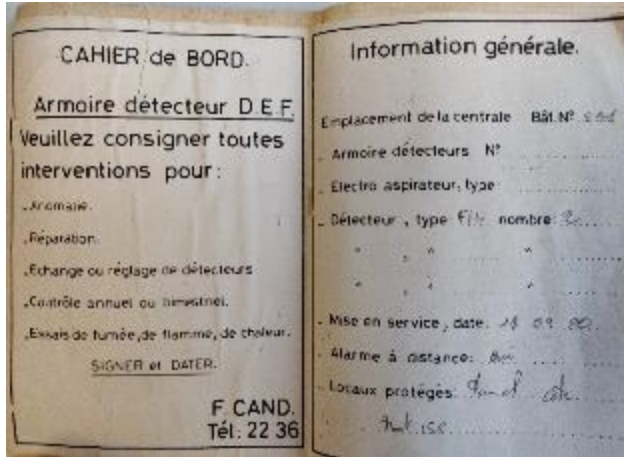 CAHIER de BORD.
Armoire détecteur D.E.F.
Veuillez consigner toutes
interventions pour:
-Anomalie.
-Réparation.
-Echange ou réglage de détecteurs
-Contrôle annuel ou bimestriel.
-Essais de fumée, de flamme, de chaleur.
SIGNER et DATER.
F. CAND.
Tél: 22 36
Information générale.
Emplacement de la centrale Bât. Nº
- Armoire détecteurs Nº
- Electro aspirateur, type
- Détecteur, type nombre:
" " "
" " "
- Mise en service, date:
- Alarme à distance:
- Locaux protégés: